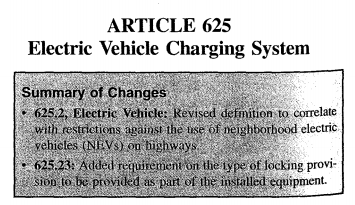 ARTICLE 625
Electric Vehicle Charging System
Summary of Changes
• 625.2, Electric Vehicle: Revised definition to correlate
with restrictions against the use of neighborhood electric
vehicles (NEVs) on highways.
• 625.23: Added requirement on the type of locking provi-
sion to be provided as part of the installed equipment.